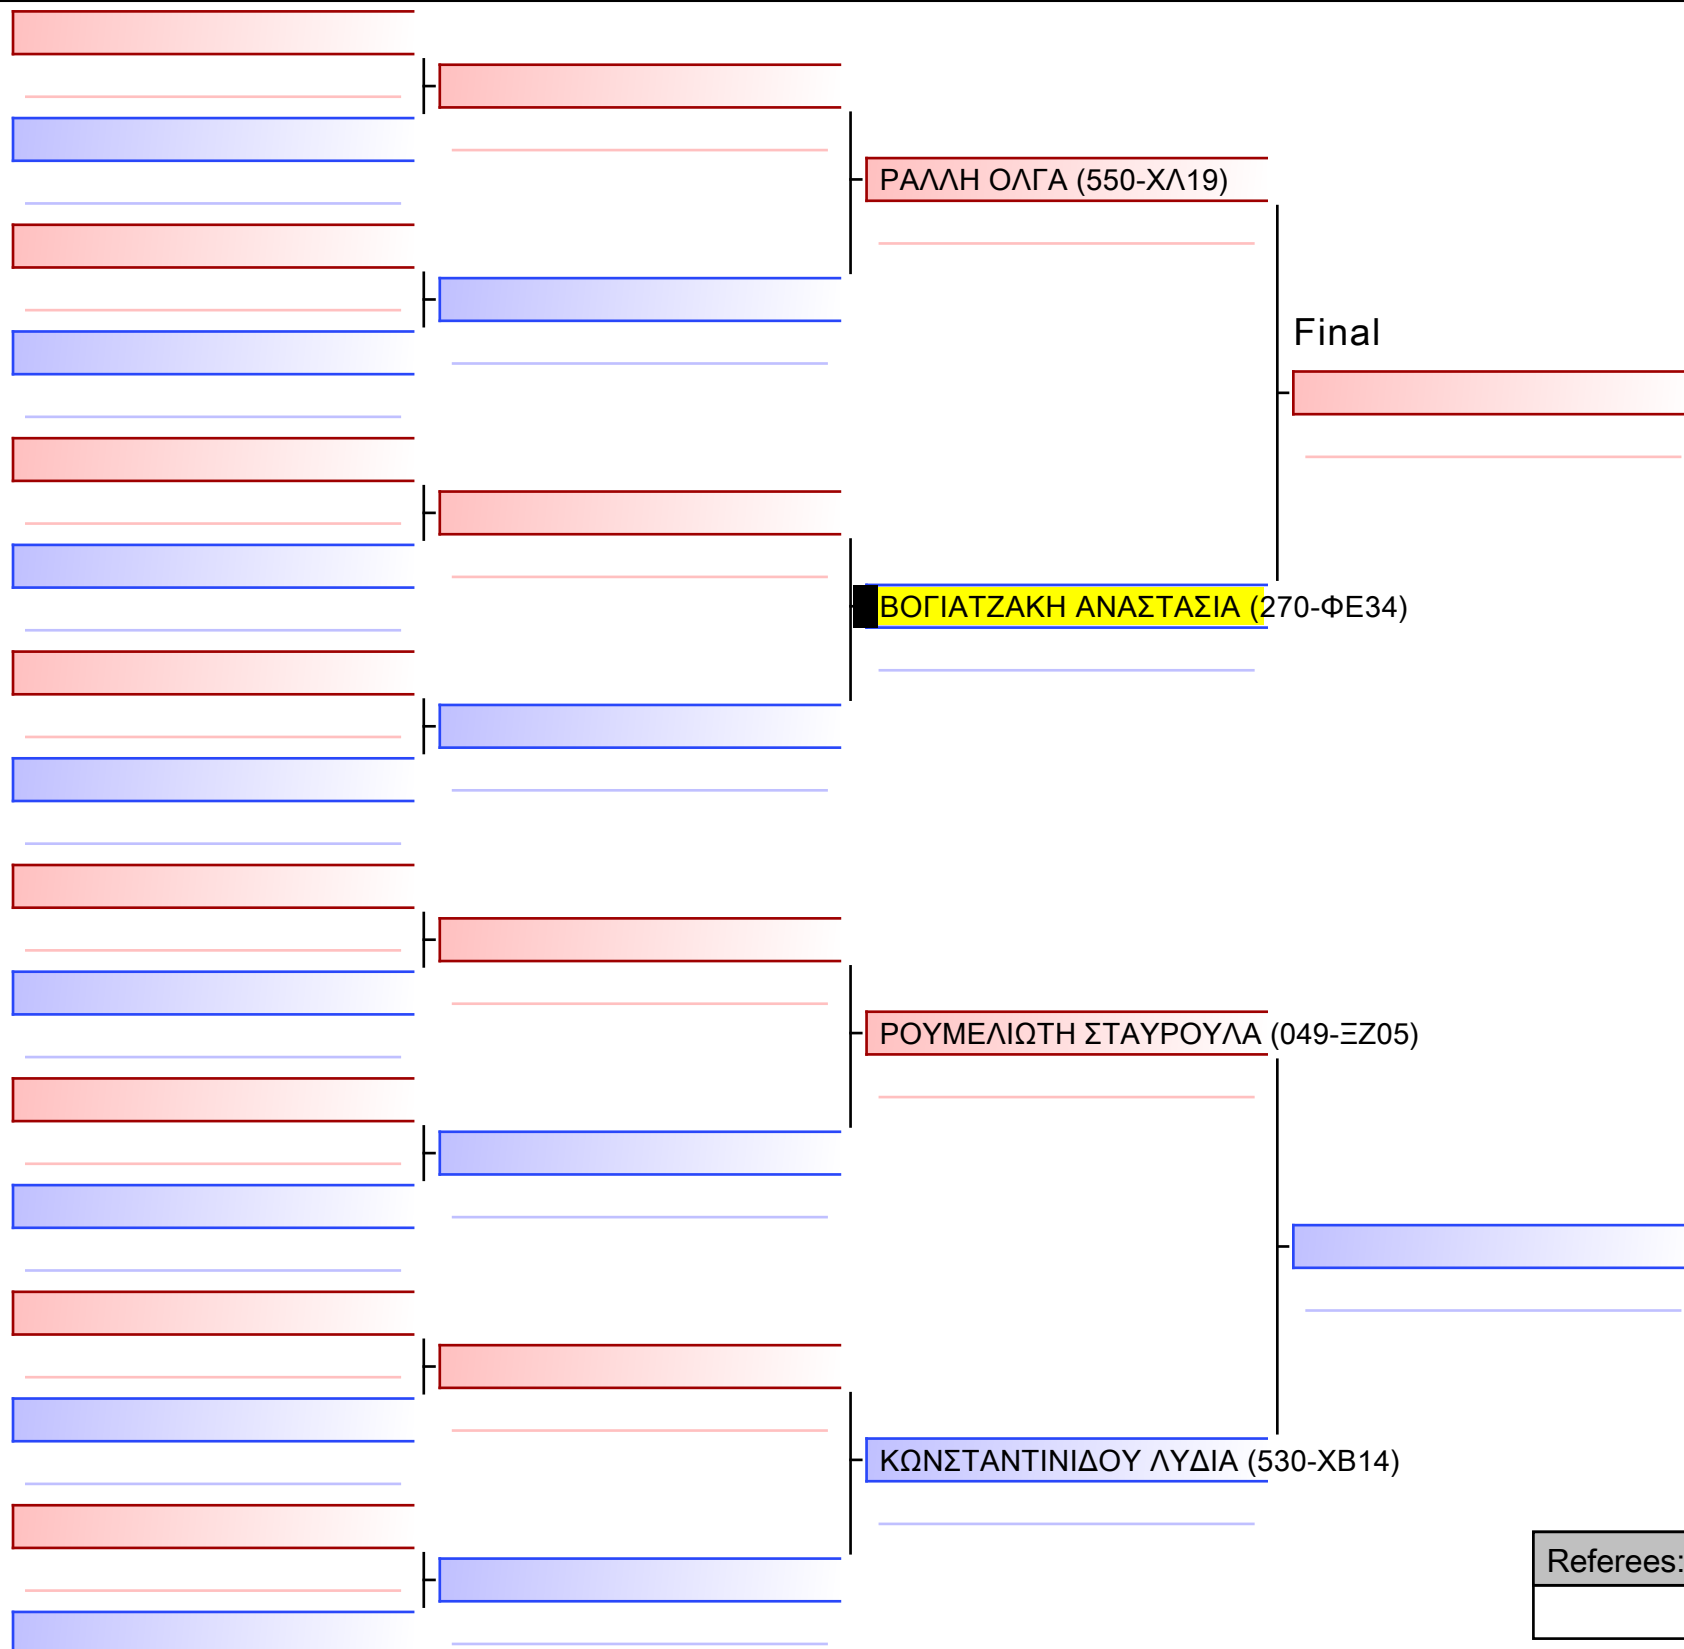 ΡΑΛΛΗ ΟΛΓΑ (550-ΧΛ19)
Final
ΒΟΓΙΑΤΖΑΚΗ ΑΝΑΣΤΑΣΙΑ (270-ΦΕ34)
ΡΟΥΜΕΛΙΩΤΗ ΣΤΑΥΡΟΥΛΑ (049-ΞΖ05)
ΚΩΝΣΤΑΝΤΙΝΙΔΟΥ ΛΥΔΙΑ (530-ΧΒ14)
Referees: